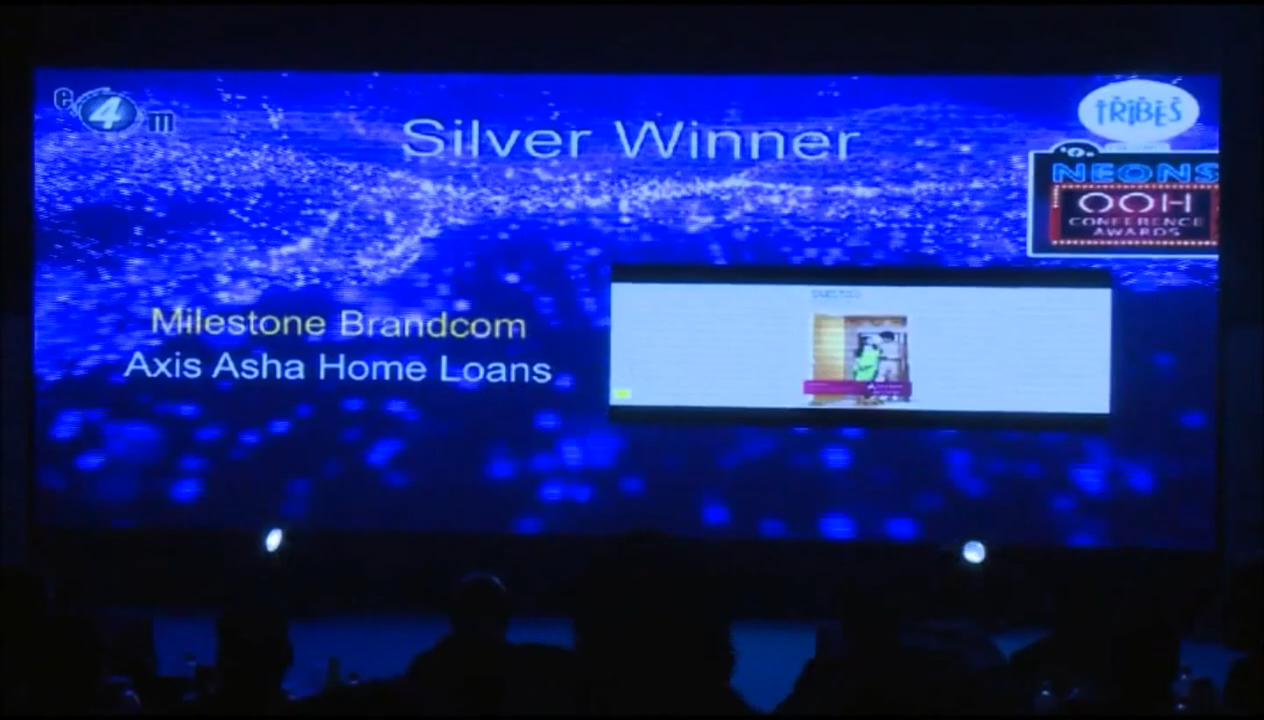 e4m
Silver Winner
TRIBES
NEONS
OOH
CONFERENCE
AWARDS
Milestone Brandcom
Axis Asha Home Loans